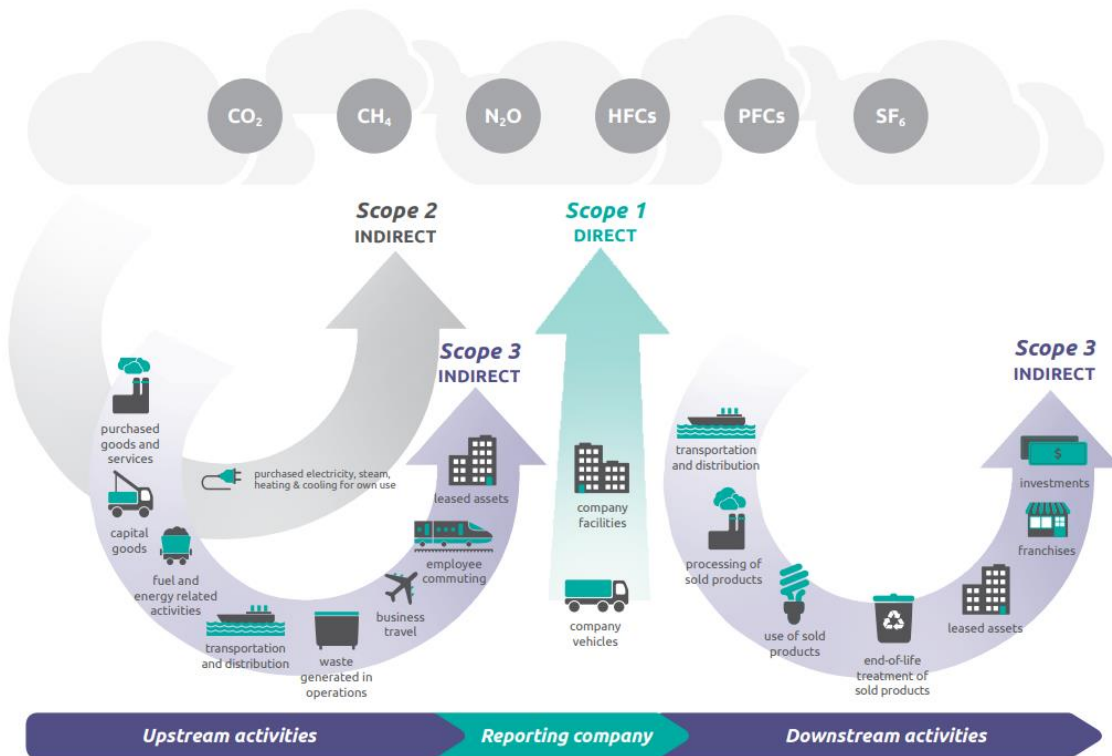 CO₂
CH₄
N₂O
HFCs
PFCs
SF₆
Scope 2
INDIRECT
Scope 1
DIRECT
Scope 3
INDIRECT
Scope 3
INDIRECT
purchased
goods and
services
capital
goods
fuel and
energy related
activities
transportation
and distribution
waste
generated in
operations
business
travel
employee
commuting
leased assets
purchased electricity, steam,
heating & cooling for own use
company
facilities
company
vehicles
transportation
and distribution
processing of
sold products
use of sold
products
end-of-life
treatment of
sold products
leased assets
franchises
$
investments
Upstream activities
Reporting company
Downstream activities